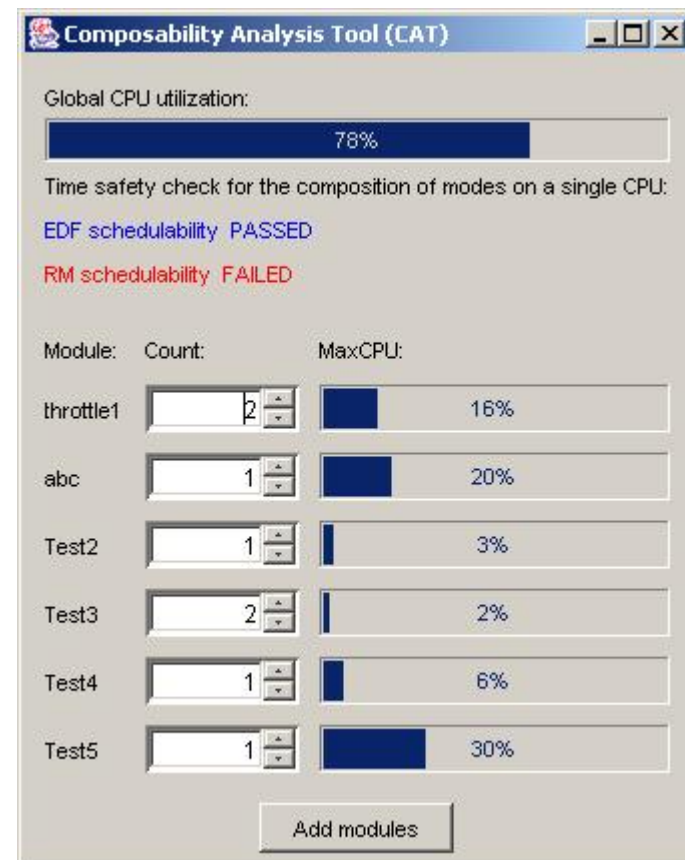 Composability Analysis Tool (CAT)
Global CPU utilization:
78%
Time safety check for the composition of modes on a single CPU:
EDF schedulability PASSED
RM schedulability FAILED
Module: Count: MaxCPU:
throttle1 2 16%
abc 1 20%
Test2 1 3%
Test3 2 2%
Test4 1 6%
Test5 1 30%
Add modules